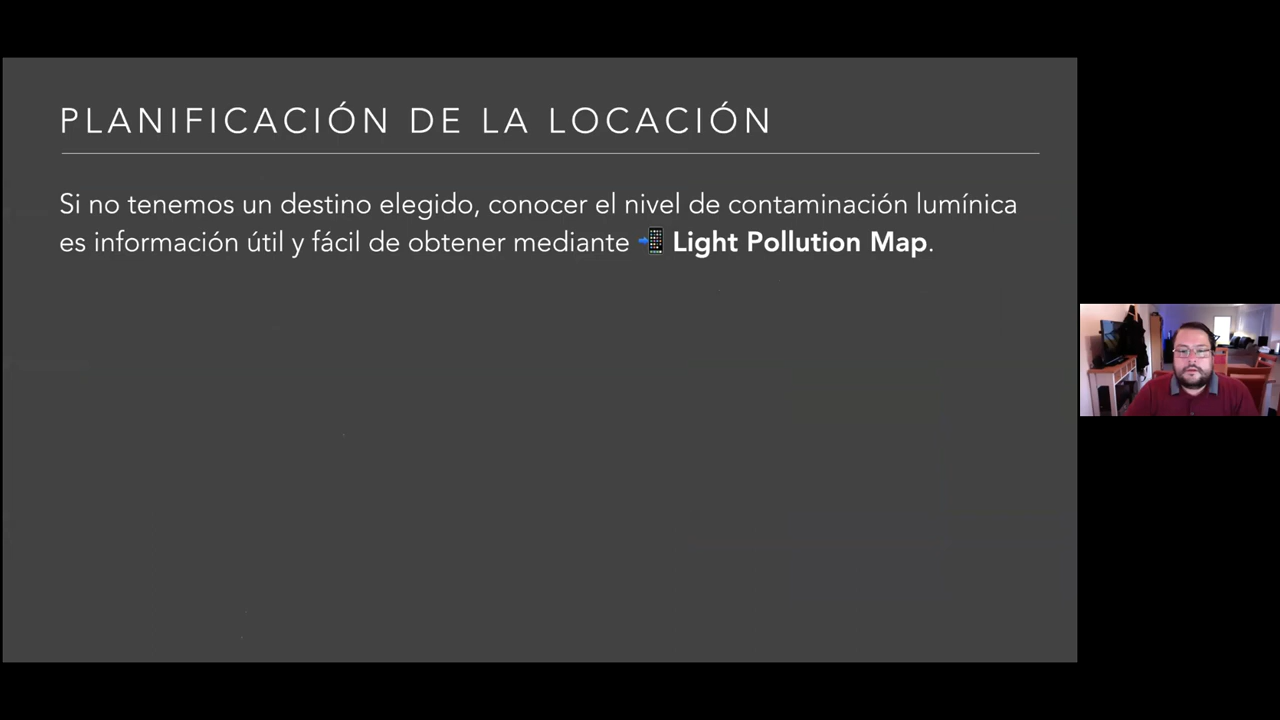 PLANIFICACIÓN DE LA LOCACIÓN
Si no tenemos un destino elegido, conocer el nivel de contaminación lumínica
es información útil y fácil de obtener mediante 📲 Light Pollution Map.